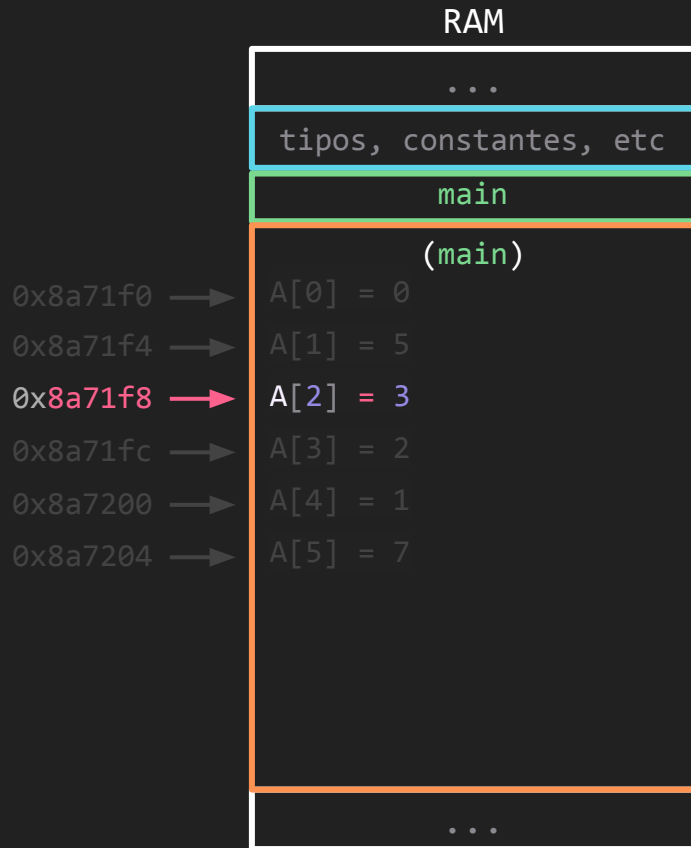 RAM
...
tipos, constantes, etc
main
(main)
0x8a71f0 A[0] = 0
0x8a71f4 A[1] = 5
0x8a71f8 A[2] = 3
0x8a71fc A[3] = 2
0x8a7200 A[4] = 1
0x8a7204 A[5] = 7
...